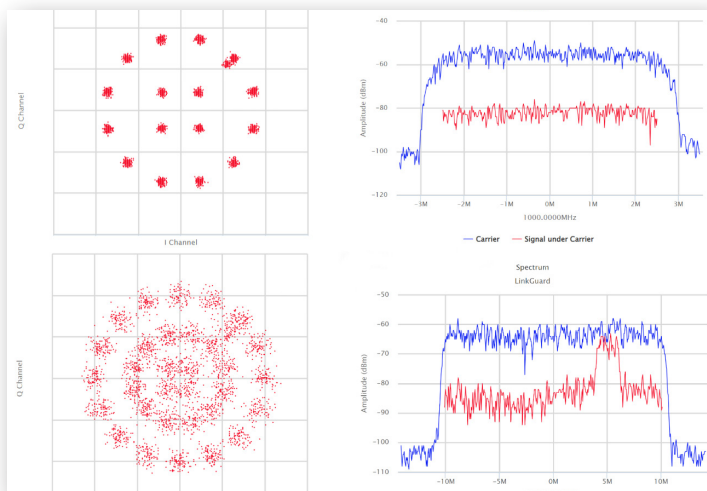 Q Channel
I Channel
Amplitude (dBm)
-40
-60
-80
-100
-120
-3M
-2M
-1M
0M
1M
2M
3M
1000.0000MHz
Carrier
Signal under Carrier
Q Channel
Spectrum
LinkGuard
Amplitude (dBm)
-50
-60
-70
-80
-90
-100
-110
-10M
-5M
0M
5M
10M